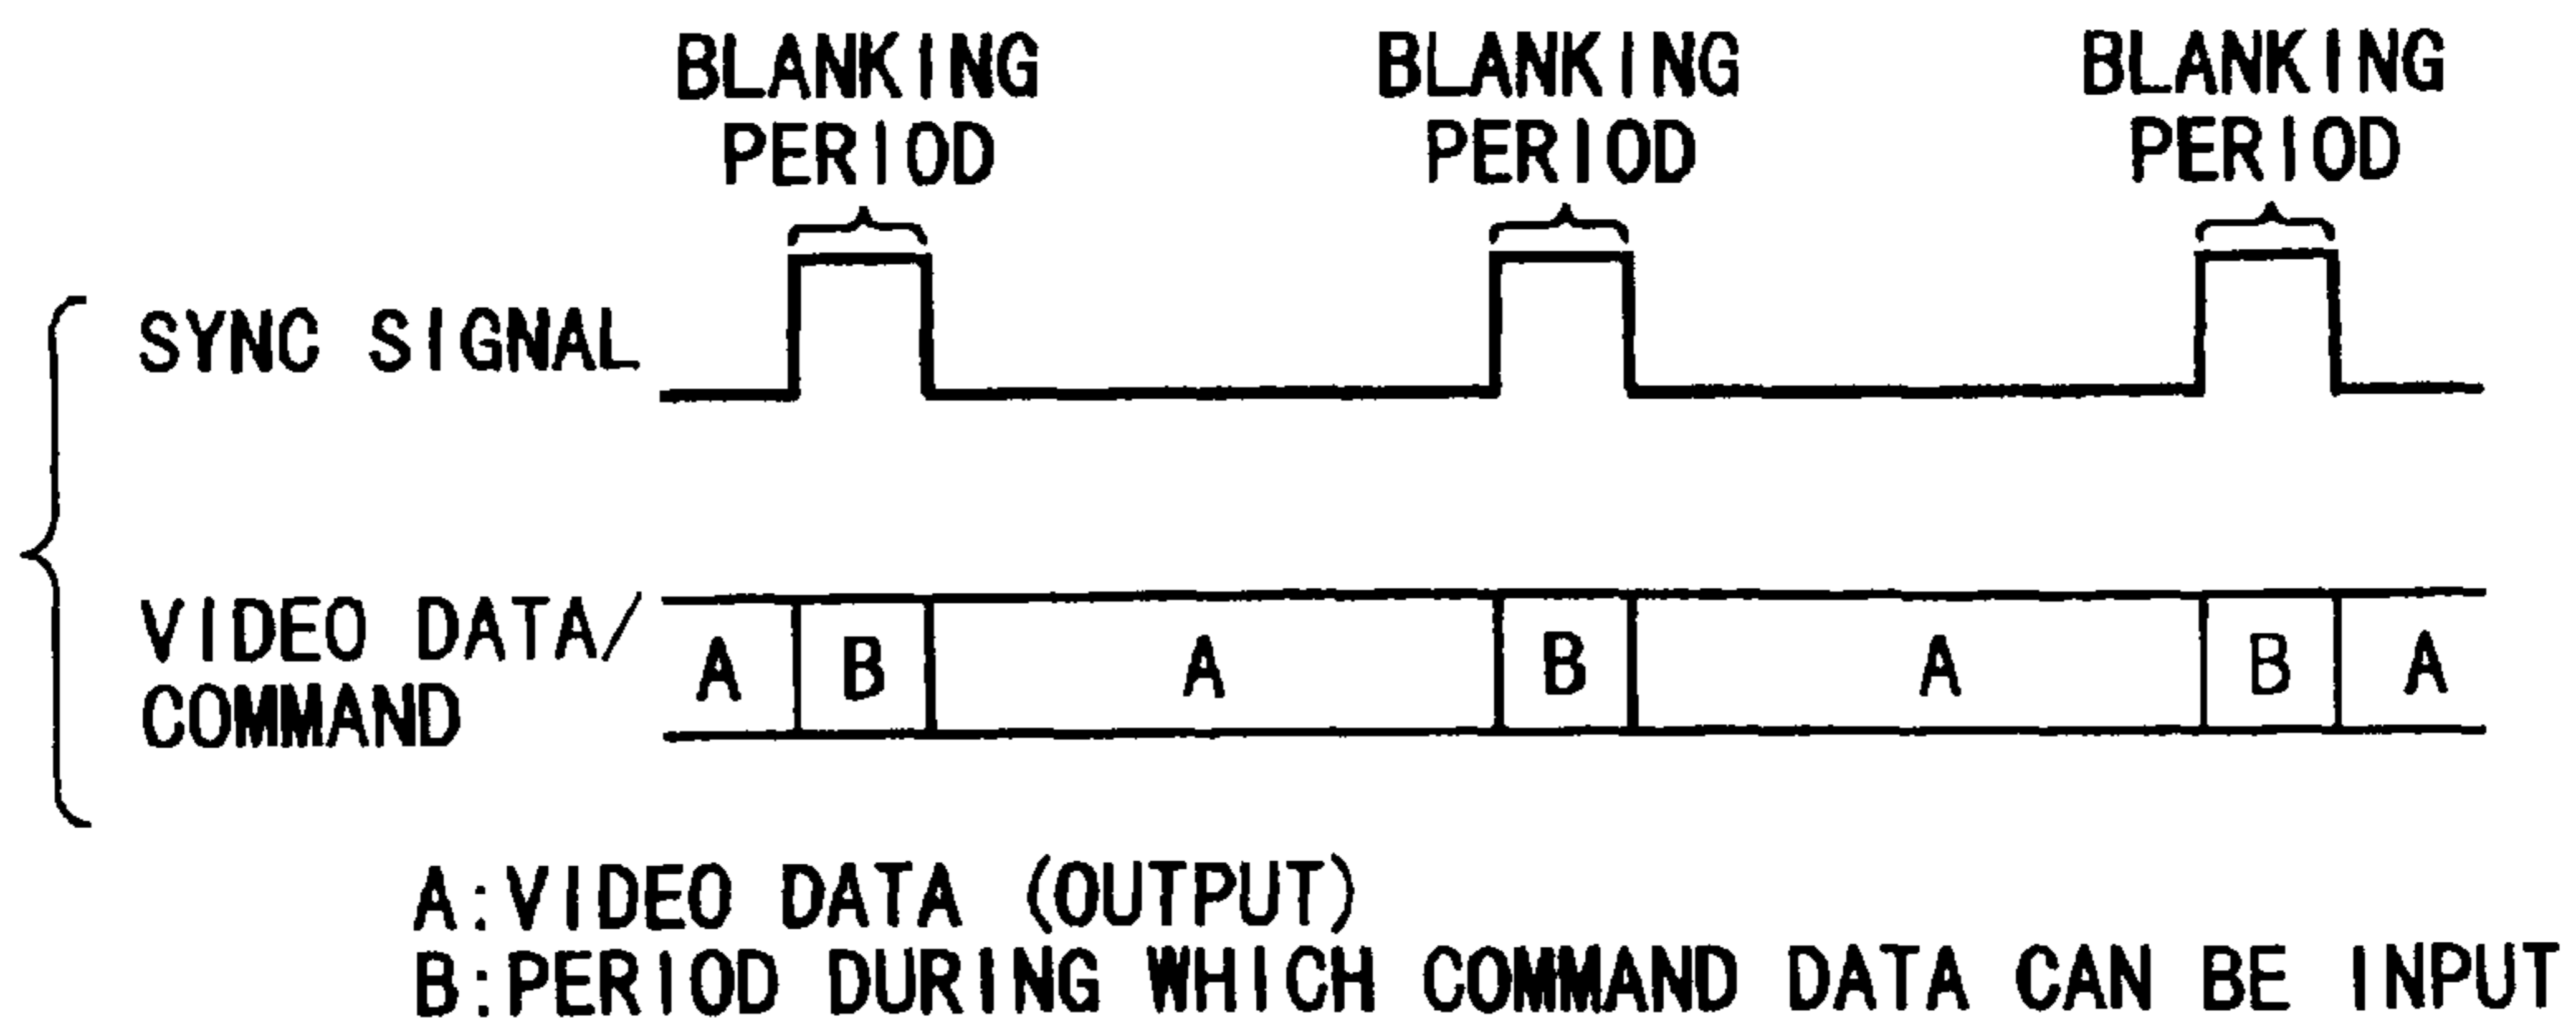 BLANKING PERIOD
BLANKING PERIOD
BLANKING PERIOD
SYNC SIGNAL
VIDEO DATA/
COMMAND
A B A B A B A
A:VIDEO DATA (OUTPUT)
B:PERIOD DURING WHICH COMMAND DATA CAN BE INPUT